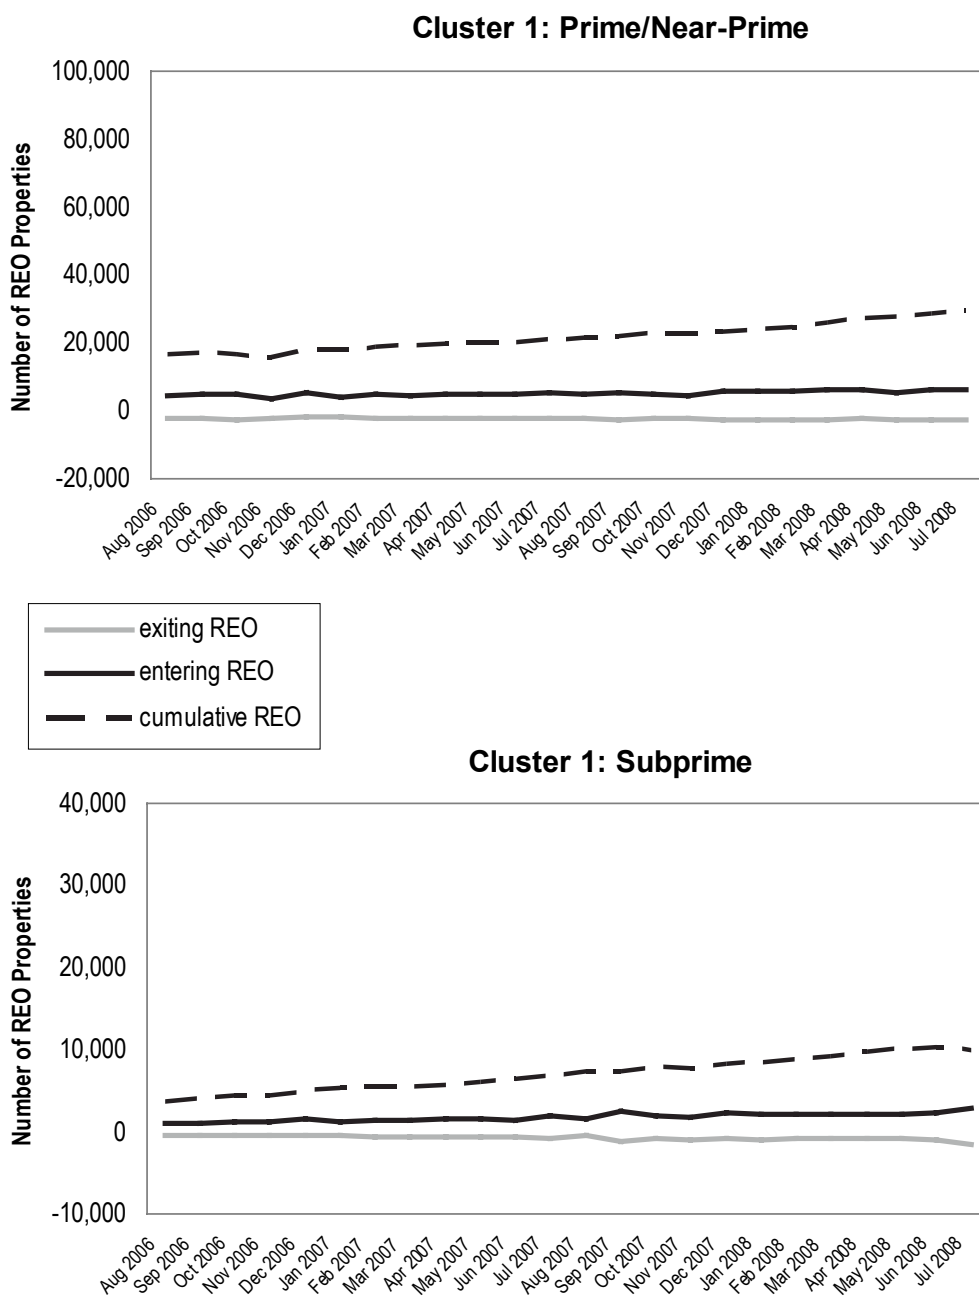 Cluster 1: Prime/Near-Prime
Number of REO Properties
100,000
80,000
60,000
40,000
20,000
0
-20,000
Aug 2006
Sep 2006
Oct 2006
Nov 2006
Dec 2006
Jan 2007
Feb 2007
Mar 2007
Apr 2007
May 2007
Jun 2007
Jul 2007
Aug 2007
Sep 2007
Oct 2007
Nov 2007
Dec 2007
Jan 2008
Feb 2008
Mar 2008
Apr 2008
May 2008
Jun 2008
Jul 2008
exiting REO
entering REO
cumulative REO
Cluster 1: Subprime
Number of REO Properties
40,000
30,000
20,000
10,000
0
-10,000
Aug 2006
Sep 2006
Oct 2006
Nov 2006
Dec 2006
Jan 2007
Feb 2007
Mar 2007
Apr 2007
May 2007
Jun 2007
Jul 2007
Aug 2007
Sep 2007
Oct 2007
Nov 2007
Dec 2007
Jan 2008
Feb 2008
Mar 2008
Apr 2008
May 2008
Jun 2008
Jul 2008